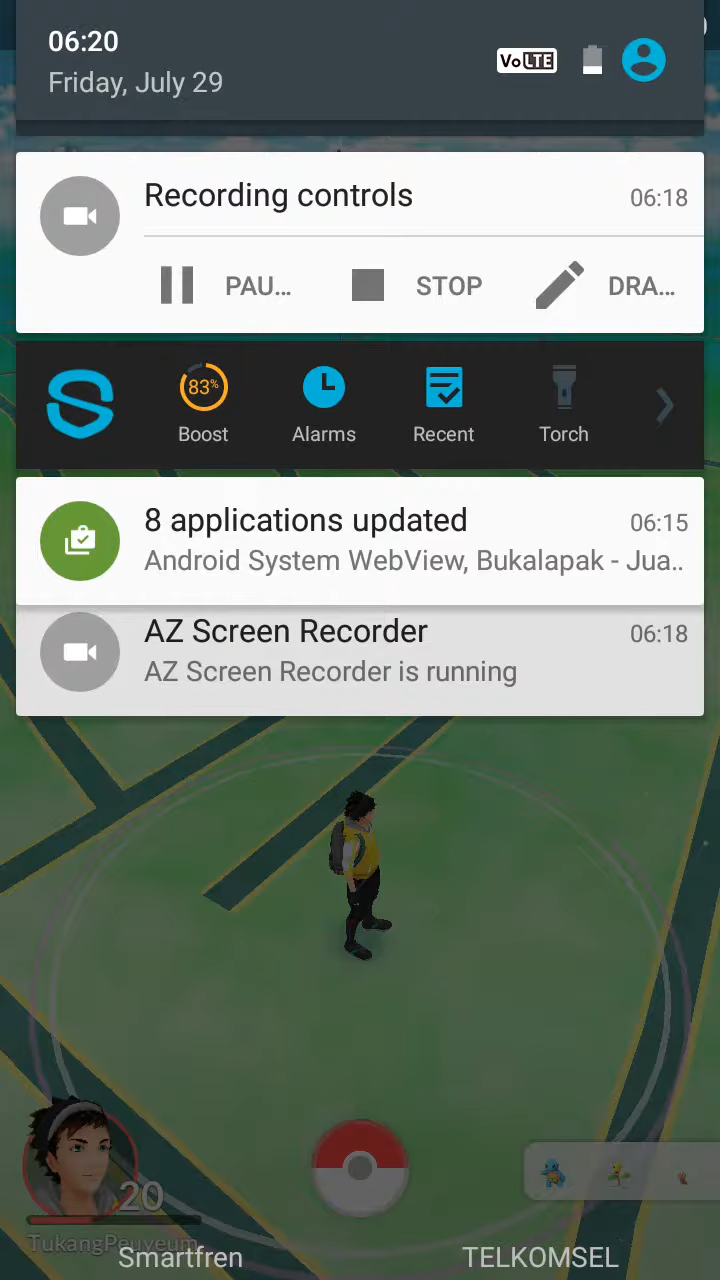 06:20
Friday, July 29
VoLTE
Recording controls
06:18
PAU...
STOP
DRA...
83%
Boost
Alarms
Recent
Torch
8 applications updated
06:15
Android System WebView, Bukalapak - Jua..
AZ Screen Recorder
06:18
AZ Screen Recorder is running
20
TukangPeuyeum
Smartfren
TELKOMSEL